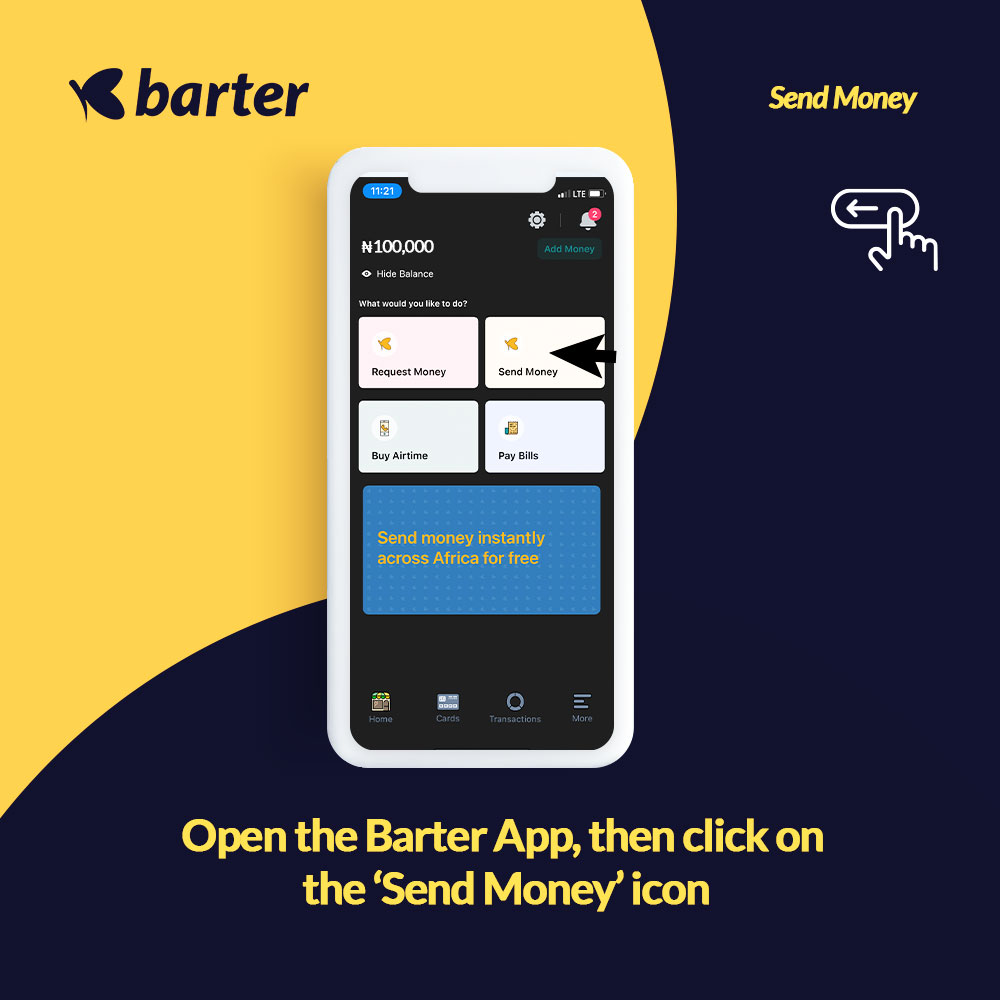 barter
Send Money
11:21
LTE
2
₦100,000
Add Money
Hide Balance
What would you like to do?
Request Money
Send Money
Buy Airtime
Pay Bills
Send money instantly
across Africa for free
Home
Cards
Transactions
More
Open the Barter App, then click on
the ‘Send Money’ icon